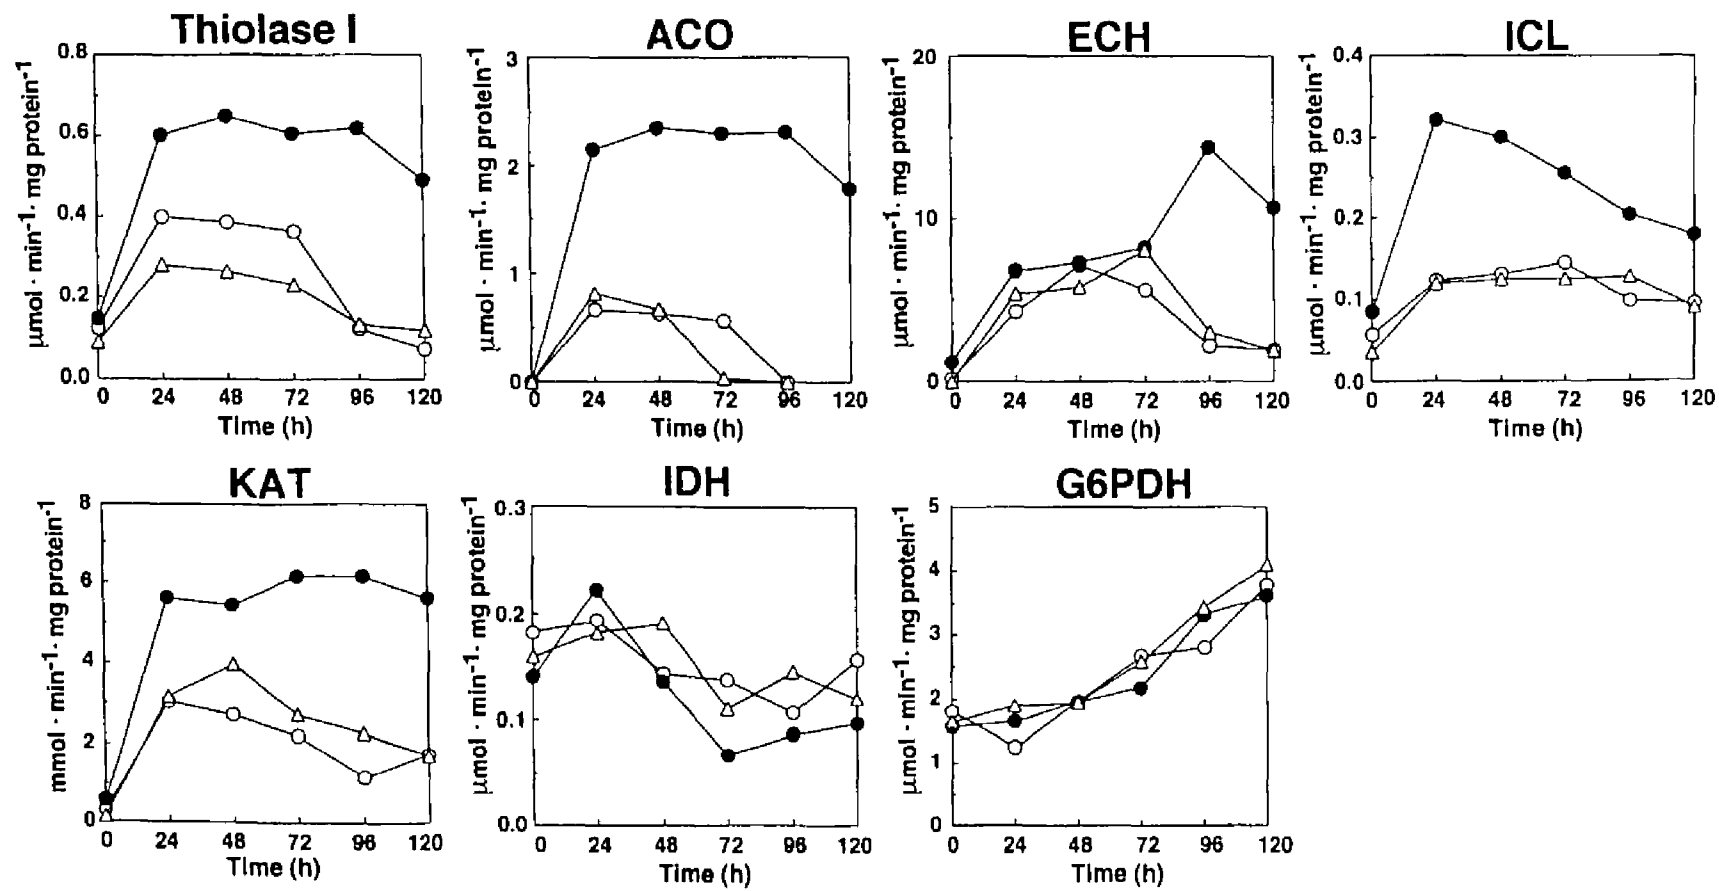 Thiolase I
μmol · min⁻¹ · mg protein⁻¹
0.8
0.6
0.4
0.2
0.0
0 24 48 72 96 120
Time (h)
ACO
μmol · min⁻¹ · mg protein⁻¹
3
2
1
0
0 24 48 72 96 120
Time (h)
ECH
μmol · min⁻¹ · mg protein⁻¹
20
10
0
0 24 48 72 96 120
Time (h)
ICL
μmol · min⁻¹ · mg protein⁻¹
0.4
0.3
0.2
0.1
0.0
0 24 48 72 96 120
Time (h)
KAT
mmol · min⁻¹ · mg protein⁻¹
8
6
4
2
0
0 24 48 72 96 120
Time (h)
IDH
μmol · min⁻¹ · mg protein⁻¹
0.3
0.2
0.1
0.0
0 24 48 72 96 120
Time (h)
G6PDH
μmol · min⁻¹ · mg protein⁻¹
5
4
3
2
1
0
0 24 48 72 96 120
Time (h)